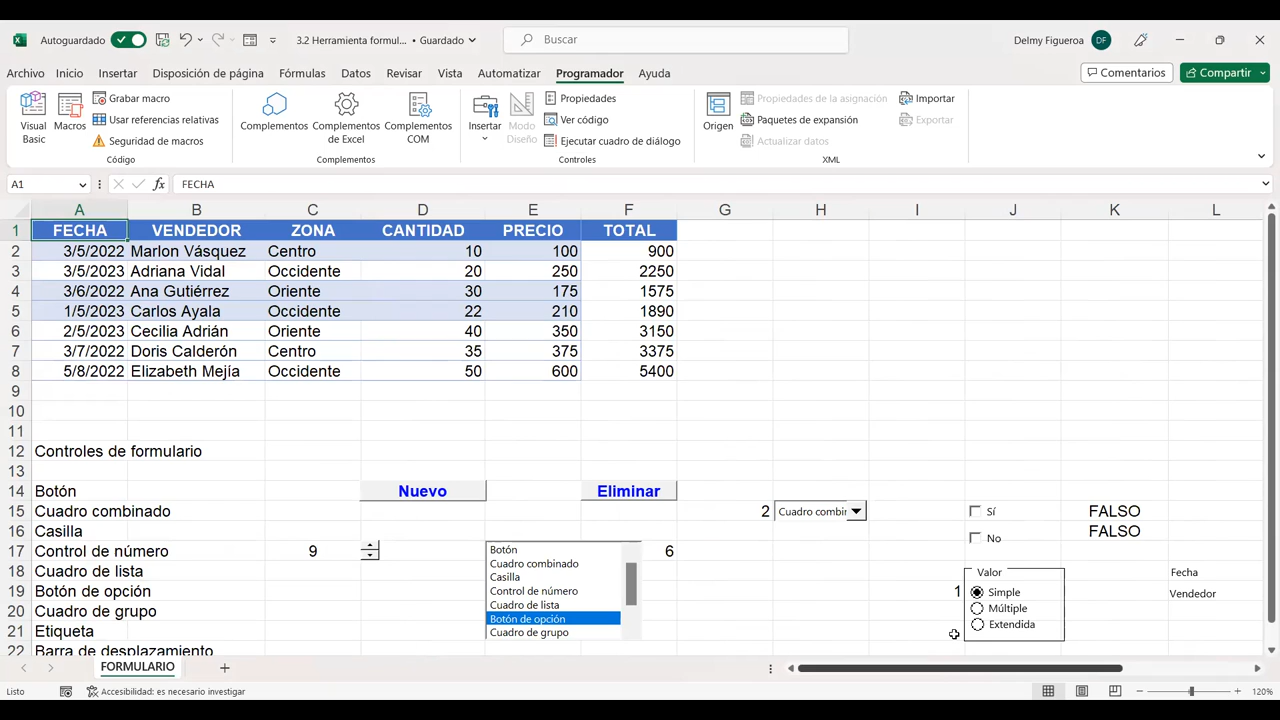 Autoguardado 3.2 Herramienta formul... • Guardado Buscar Delmy Figueroa DF
Archivo Inicio Insertar Disposición de página Fórmulas Datos Revisar Vista Automatizar Programador Ayuda Comentarios Compartir
Visual Basic
Macros
Grabar macro
Usar referencias relativas
Seguridad de macros
Código
Complementos
Complementos de Excel
Complementos COM
Complementos
Insertar
Modo Diseño
Propiedades
Ver código
Ejecutar cuadro de diálogo
Controles
Origen
Propiedades de la asignación
Paquetes de expansión
Actualizar datos
Importar
Exportar
XML
A1 fx FECHA
A B C D E F G H I J K L
1 FECHA VENDEDOR ZONA CANTIDAD PRECIO TOTAL
2 3/5/2022 Marlon Vásquez Centro 10 100 900
3 3/5/2023 Adriana Vidal Occidente 20 250 2250
4 3/6/2022 Ana Gutiérrez Oriente 30 175 1575
5 1/5/2023 Carlos Ayala Occidente 22 210 1890
6 2/5/2023 Cecilia Adrián Oriente 40 350 3150
7 3/7/2022 Doris Calderón Centro 35 375 3375
8 5/8/2022 Elizabeth Mejía Occidente 50 600 5400
9
10
11
12 Controles de formulario
13
14 Botón Nuevo Eliminar
15 Cuadro combinado 2 Cuadro combir Sí FALSO
16 Casilla No FALSO
17 Control de número 9 6
18 Cuadro de lista
19 Botón de opción 1
20 Cuadro de grupo
21 Etiqueta
22 Barra de desplazamiento
Botón
Cuadro combinado
Casilla
Control de número
Cuadro de lista
Botón de opción
Cuadro de grupo
Valor
Simple
Múltiple
Extendida
Fecha
Vendedor
FORMULARIO
Listo Accesibilidad: es necesario investigar 120%